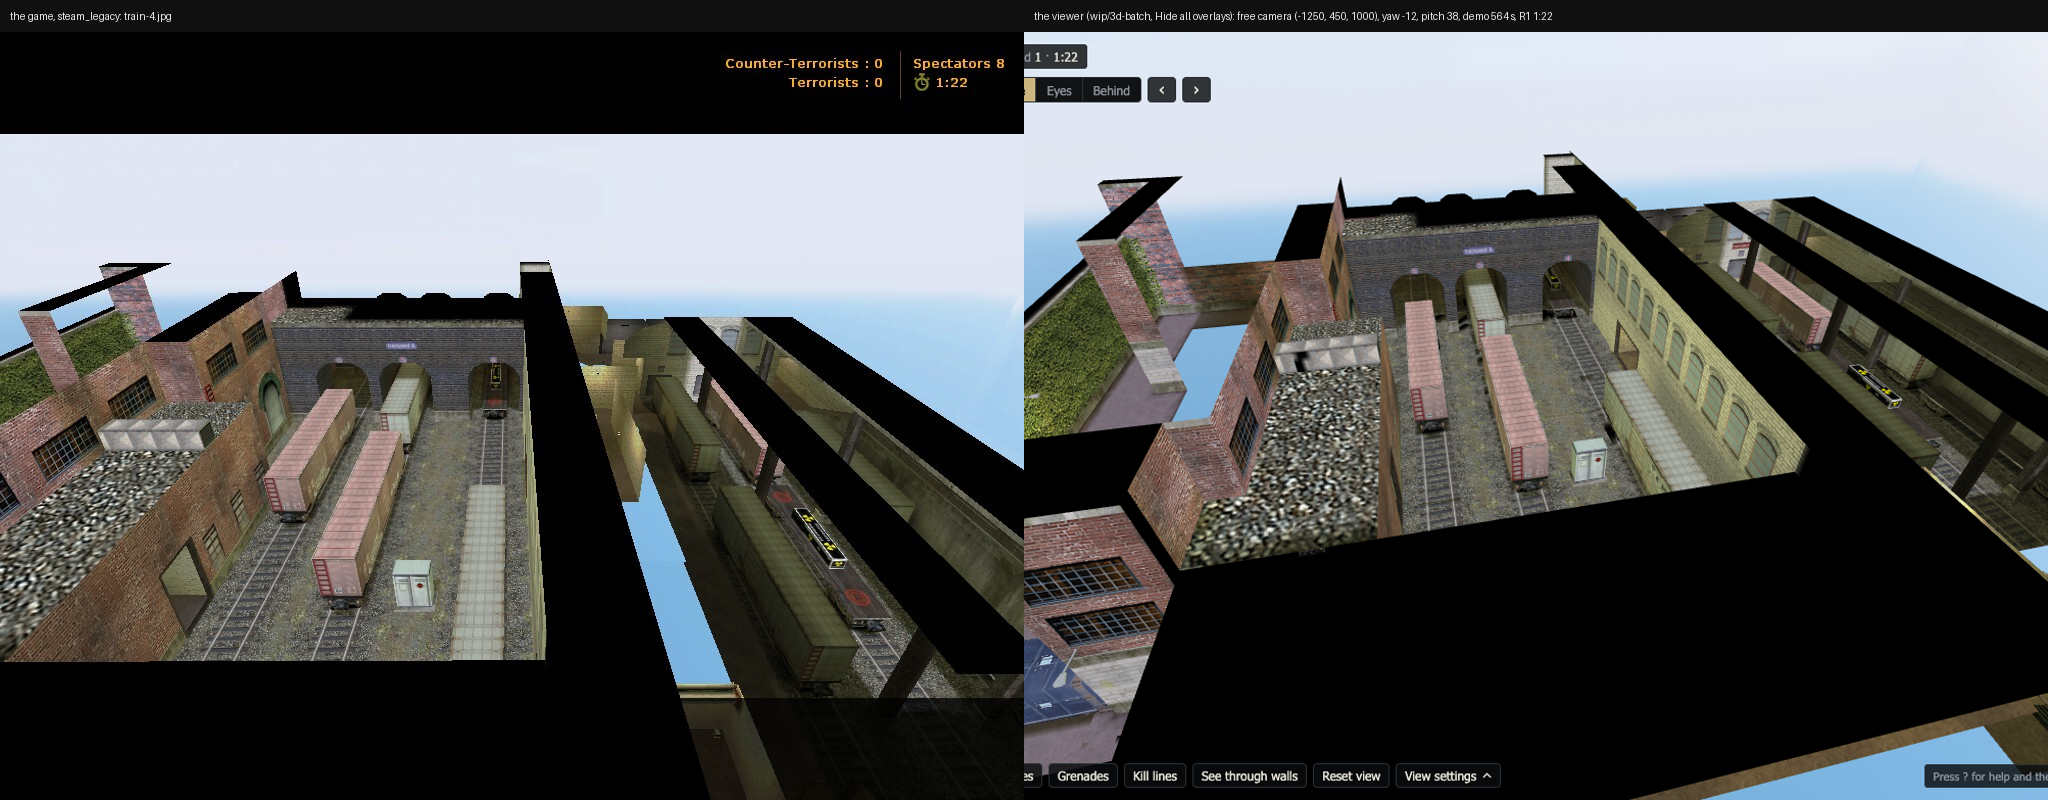 the game, steam_legacy: train-4.jpg
the viewer (wip/3d-batch, Hide all overlays): free camera (-1250, 450, 1000), yaw -12, pitch 38, demo 564 s, R1 1:22
Counter-Terrorists : 0
Spectators 8
Terrorists : 0
1:22
d 1 · 1:22
Eyes
Behind
‹
›
es
Grenades
Kill lines
See through walls
Reset view
View settings
Press ? for help and the